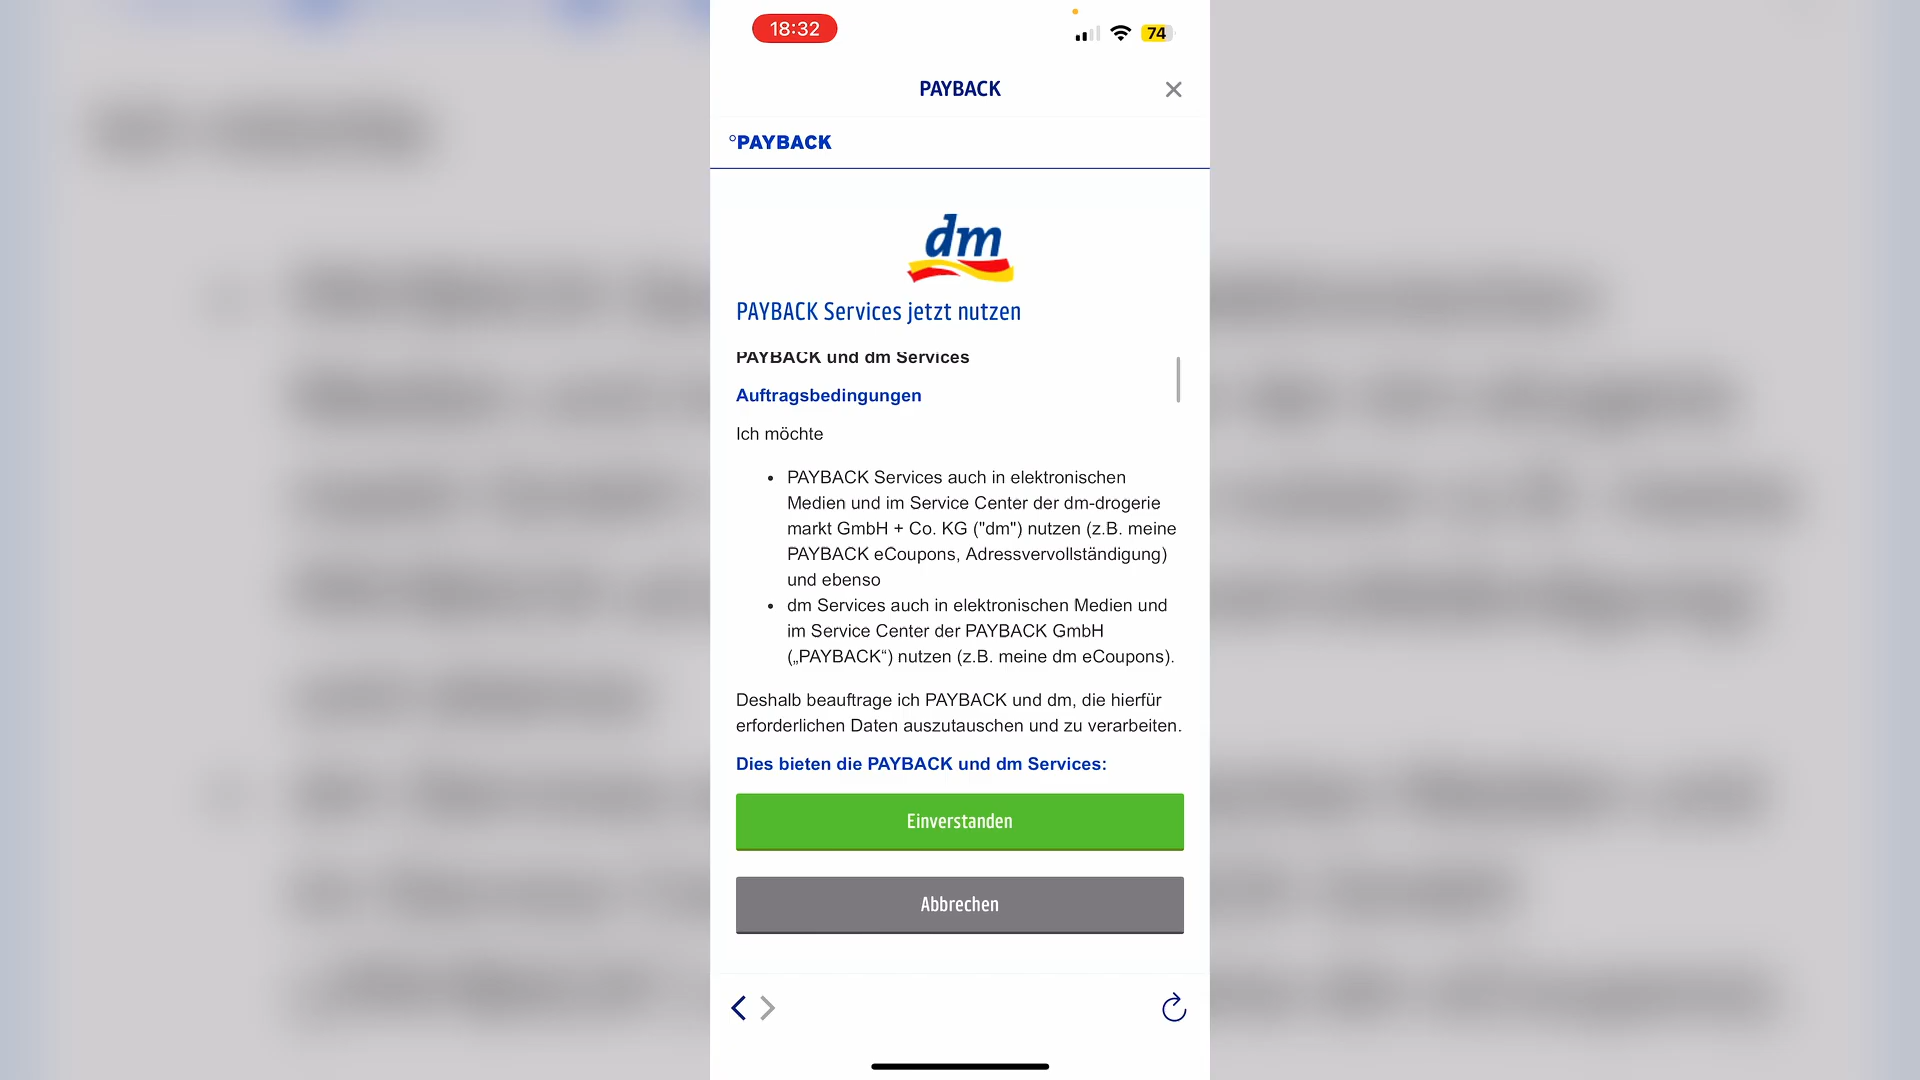 18:32
74
PAYBACK
°PAYBACK
dm
PAYBACK Services jetzt nutzen
PAYBACK und dm Services
Auftragsbedingungen
Ich möchte
• PAYBACK Services auch in elektronischen
Medien und im Service Center der dm-drogerie
markt GmbH + Co. KG ("dm") nutzen (z.B. meine
PAYBACK eCoupons, Adressvervollständigung)
und ebenso
• dm Services auch in elektronischen Medien und
im Service Center der PAYBACK GmbH
(„PAYBACK“) nutzen (z.B. meine dm eCoupons).
Deshalb beauftrage ich PAYBACK und dm, die hierfür
erforderlichen Daten auszutauschen und zu verarbeiten.
Dies bieten die PAYBACK und dm Services:
Einverstanden
Abbrechen